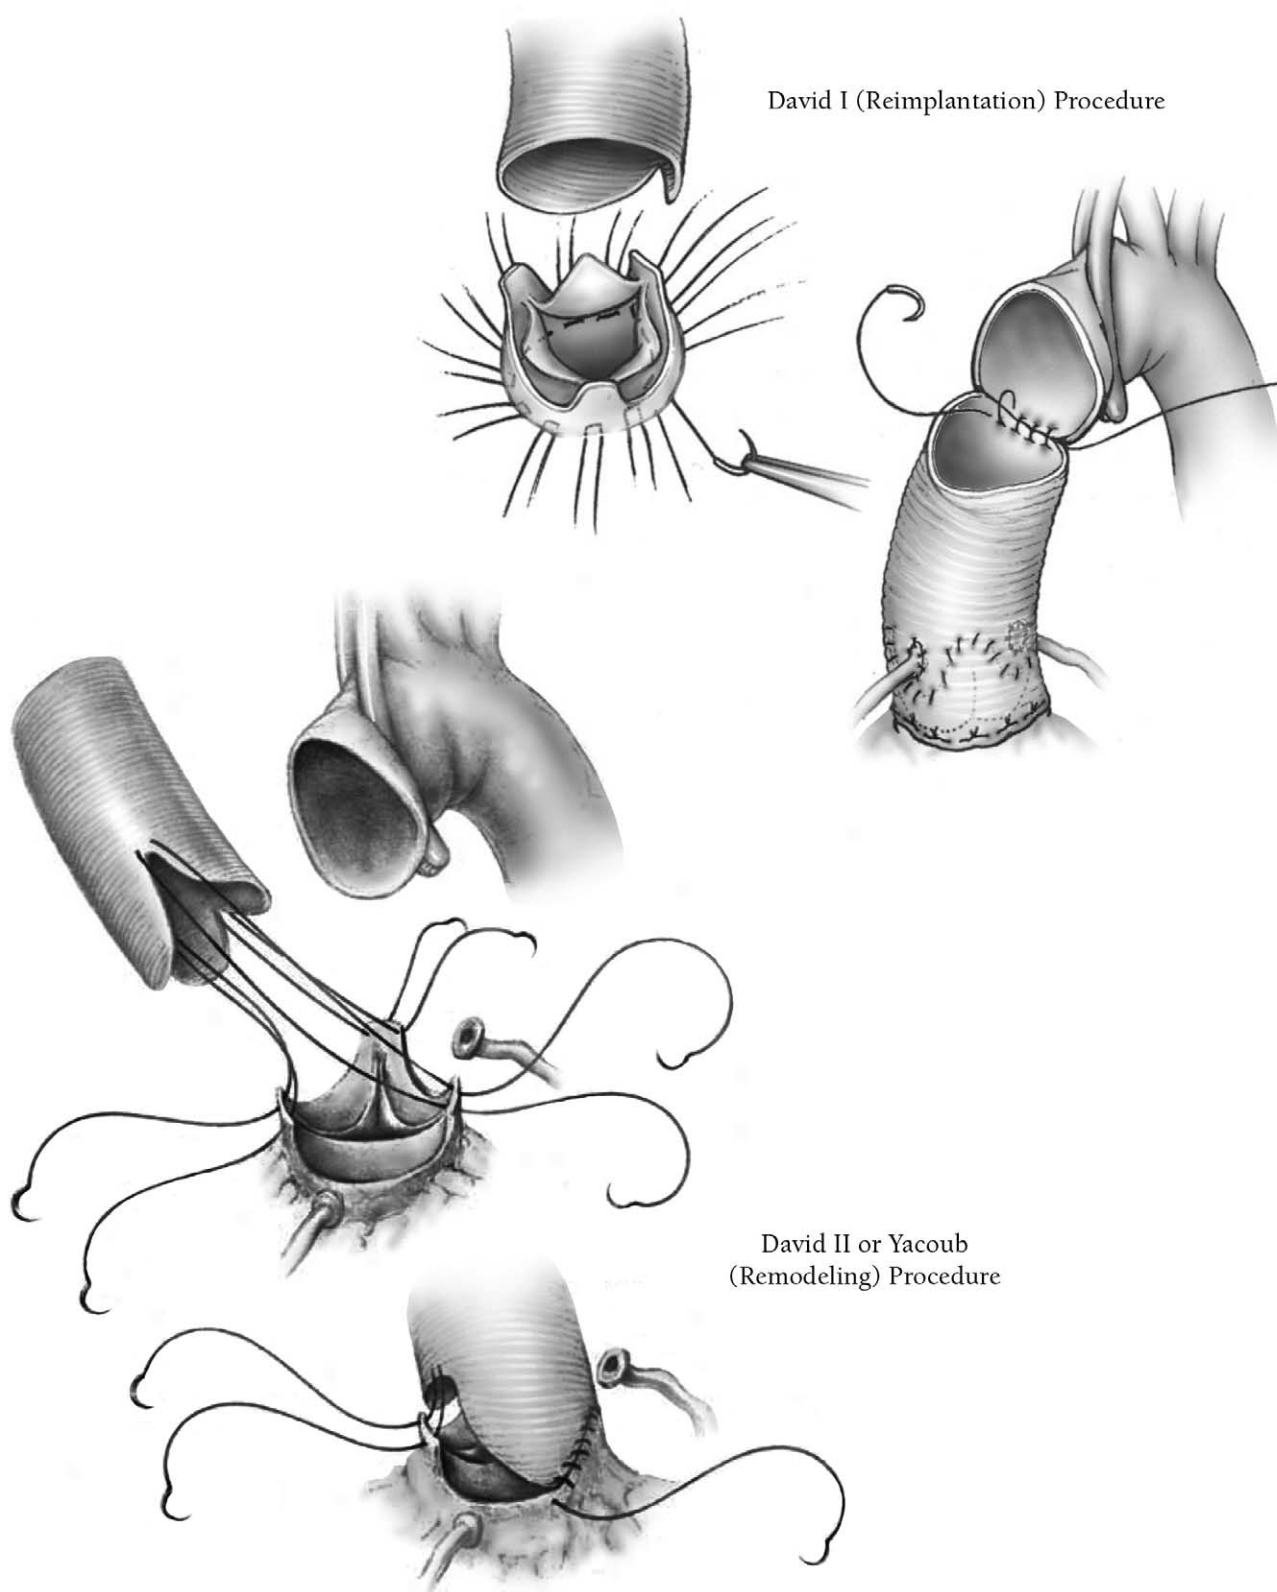 David I (Reimplantation) Procedure
David II or Yacoub
(Remodeling) Procedure